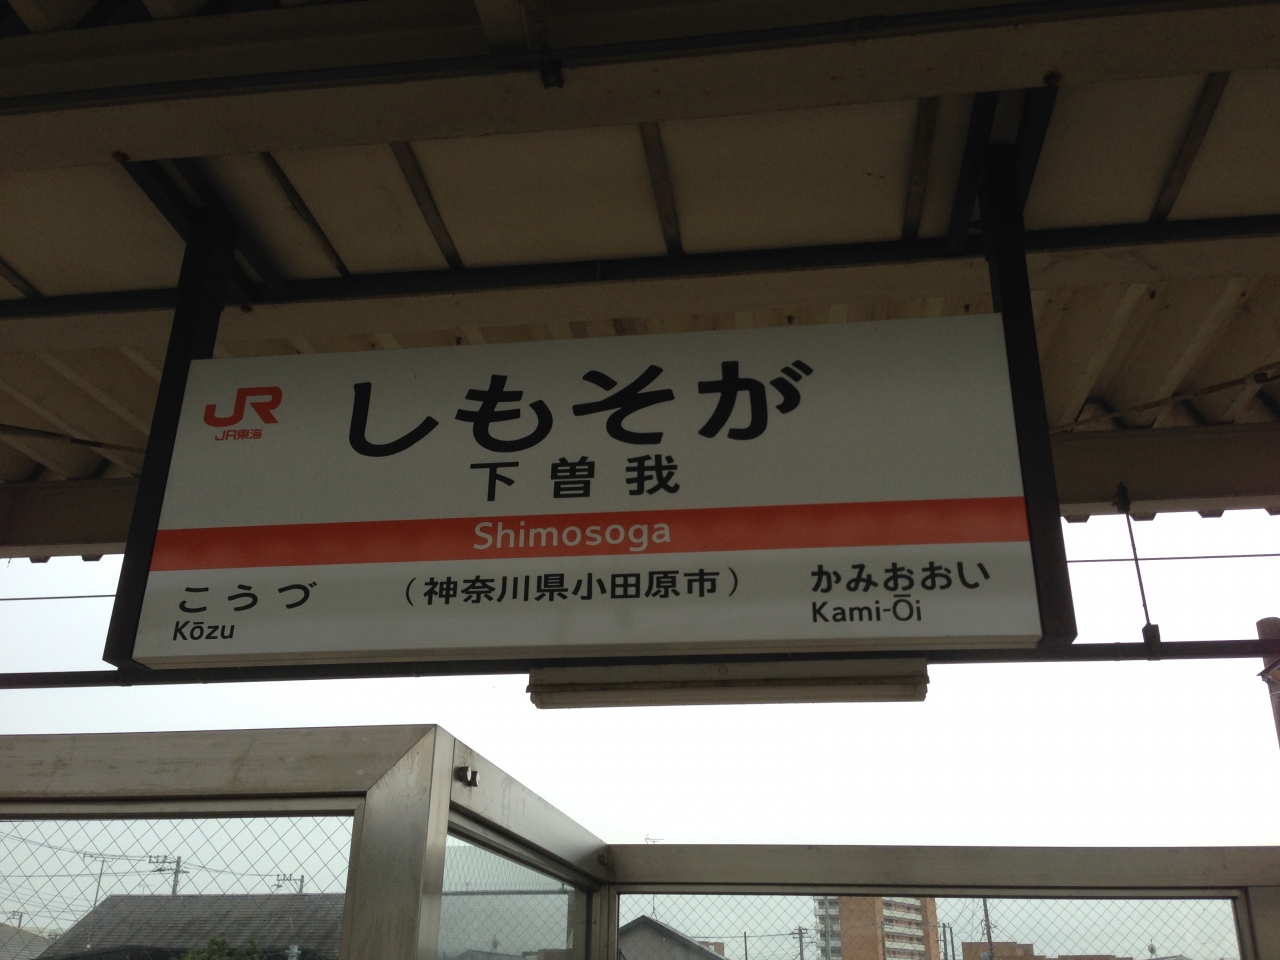 JR
JR東海
しもそが
下曽我
Shimosoga
こうづ
Kōzu
（神奈川県小田原市）
かみおおい
Kami-Ōi